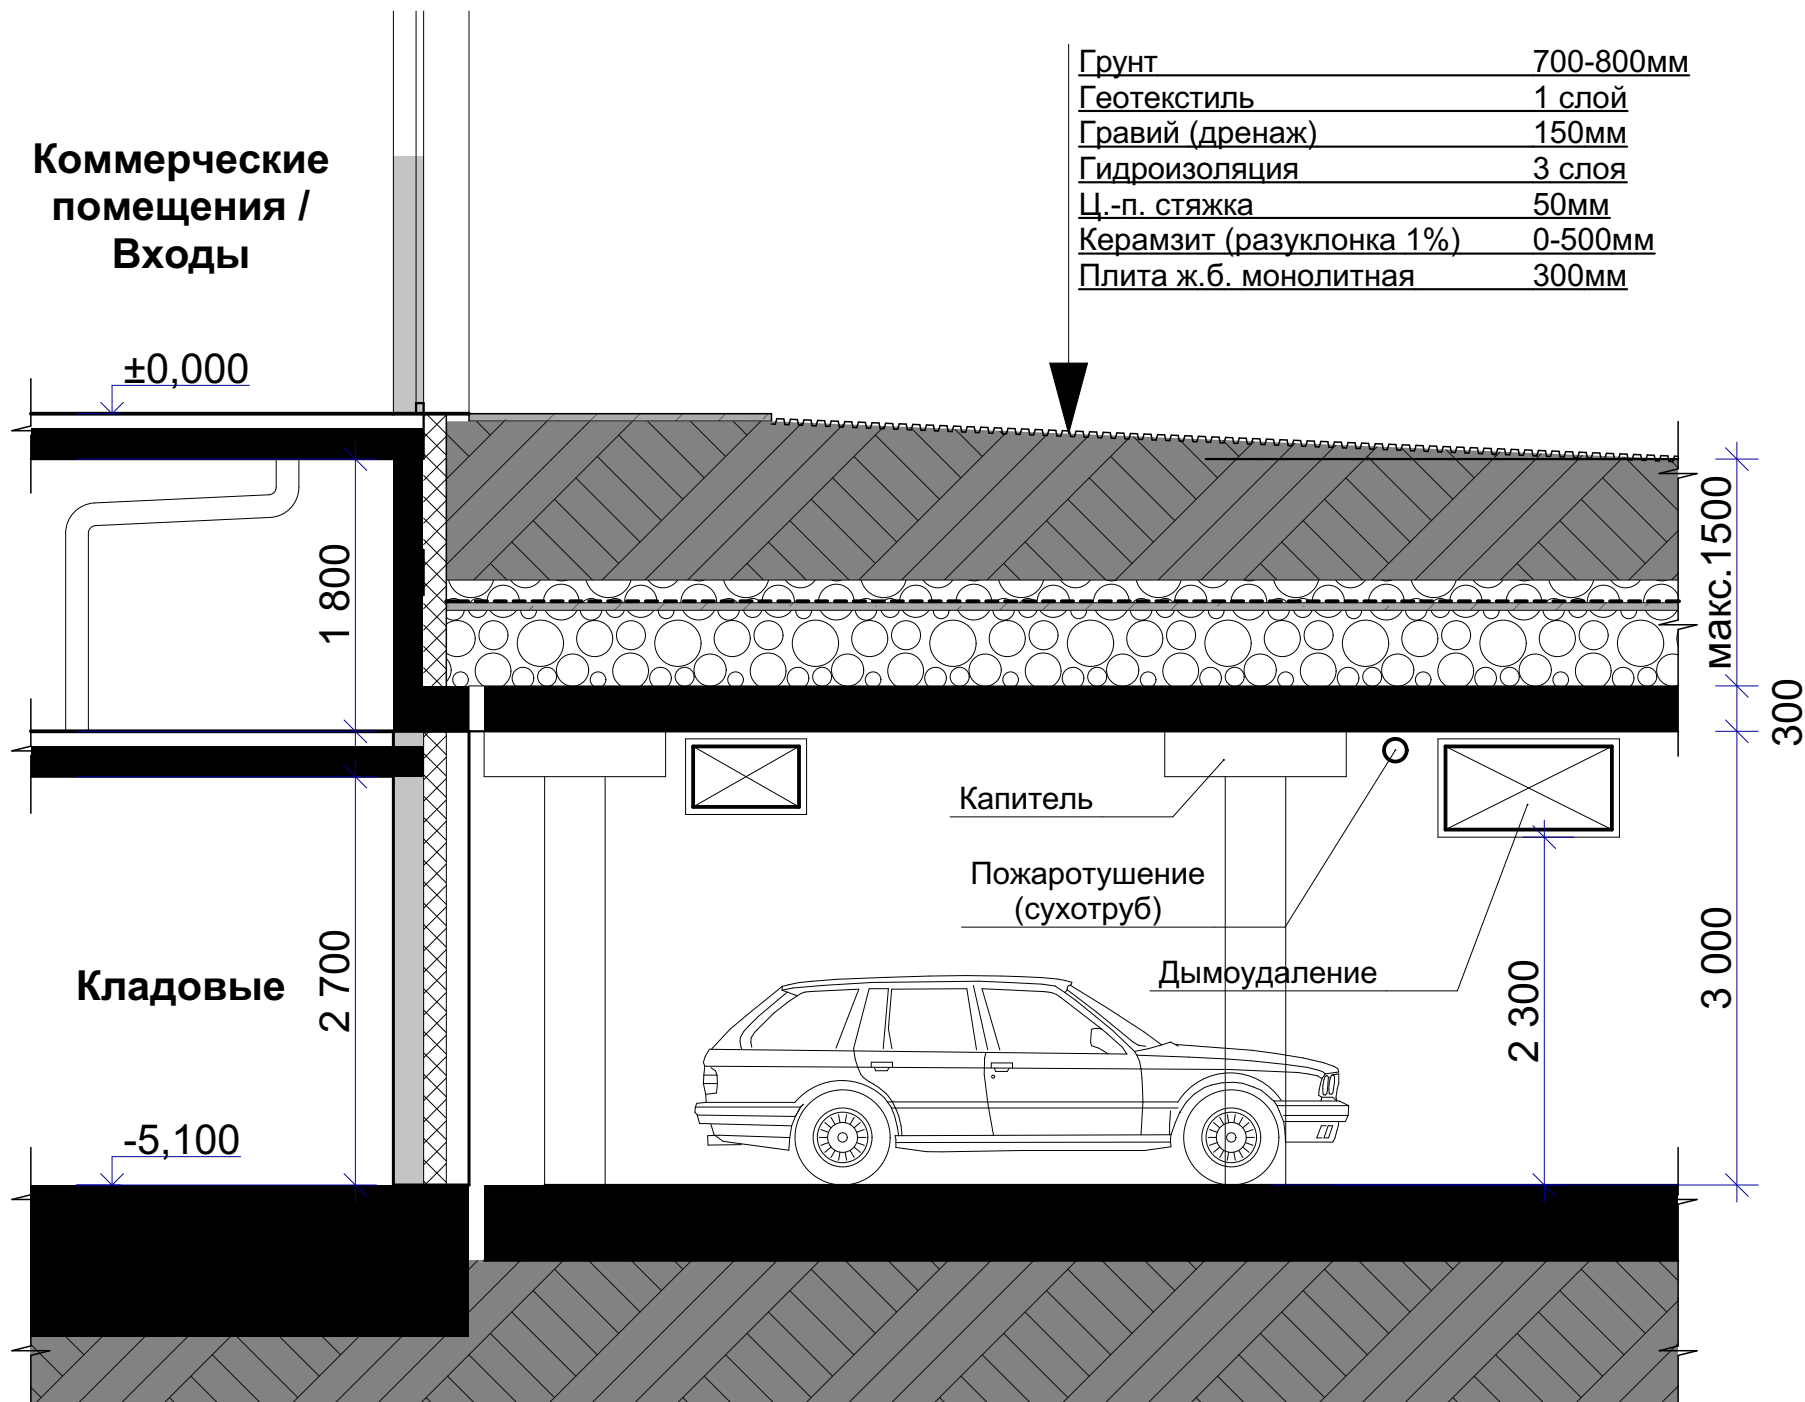 Грунт 700-800мм
Геотекстиль 1 слой
Гравий (дренаж) 150мм
Гидроизоляция 3 слоя
Ц.-п. стяжка 50мм
Керамзит (разуклонка 1%) 0-500мм
Плита ж.б. монолитная 300мм
Коммерческие
помещения /
Входы
±0,000
1 800
макс.1500
300
Капитель
Пожаротушение
(сухотруб)
Дымоудаление
Кладовые
2 700
2 300
3 000
-5,100